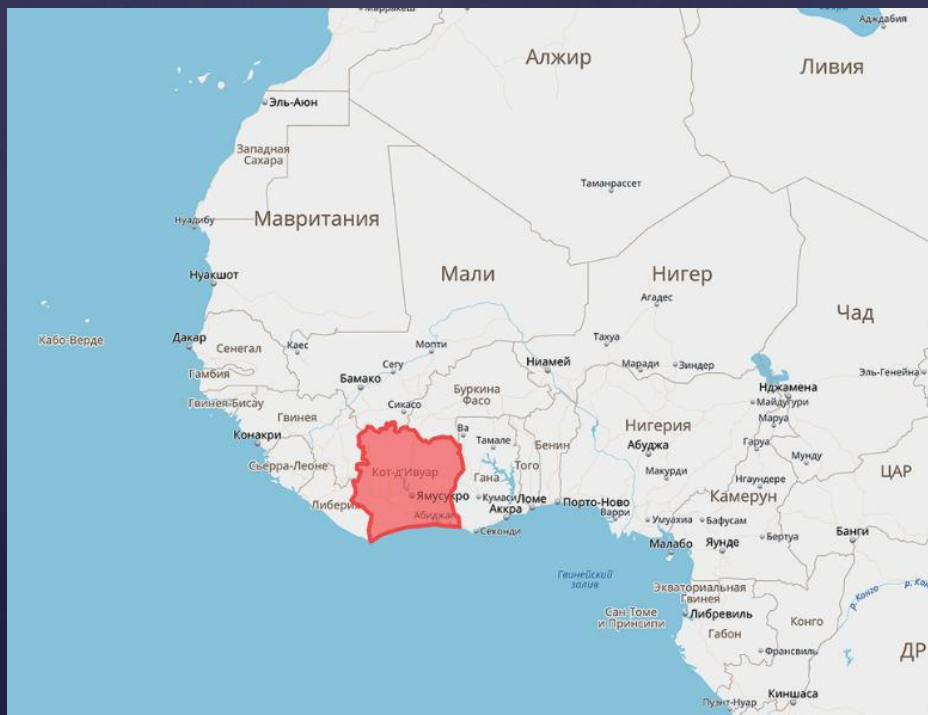 Марракеш
Адждабия
Алжир
Ливия
Эль-Аюн
Западная
Сахара
Таманрассет
Нуадибу
Мавритания
Мали
Нигер
Нуакшот
Агадес
Чад
Кабо-Верде
Дакар
Сенегал
Каес
Мопти
Тахуа
Гамбия
Сегу
Ниамей
Маради
Зиндер
Эль-Генейна
Бамако
Нджамена
Гвинея-Бисау
Сикасо
Буркина
Фасо
Майдугури
Гвинея
Нигерия
Маруа
Конакри
Ва
Тамале
Бенин
Абуджа
Гаруа
Мунду
Сьерра-Леоне
Кот-д'Ивуар
Гана
Того
Макурди
Нгаундере
ЦАР
Либерия
Ямусукро
Кумаси
Ломе
Порто-Ново
Камерун
Абиджан
Аккра
Варри
Умуахиа
Бафусам
Секонди
Бертуа
Банги
Малабо
Яунде
Гвинейский
залив
Экваториальная
Гвинея
р. Конго
Сан-Томе
и Принсипи
Либревиль
Габон
Конго
Франсвиль
ДР
Пуэнт-Нуар
Киншаса